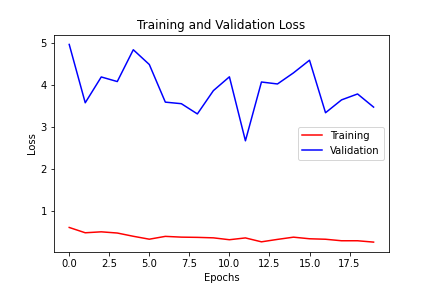 Training and Validation Loss
5
4
3
2
1
Loss
Training
Validation
0.0 2.5 5.0 7.5 10.0 12.5 15.0 17.5
Epochs